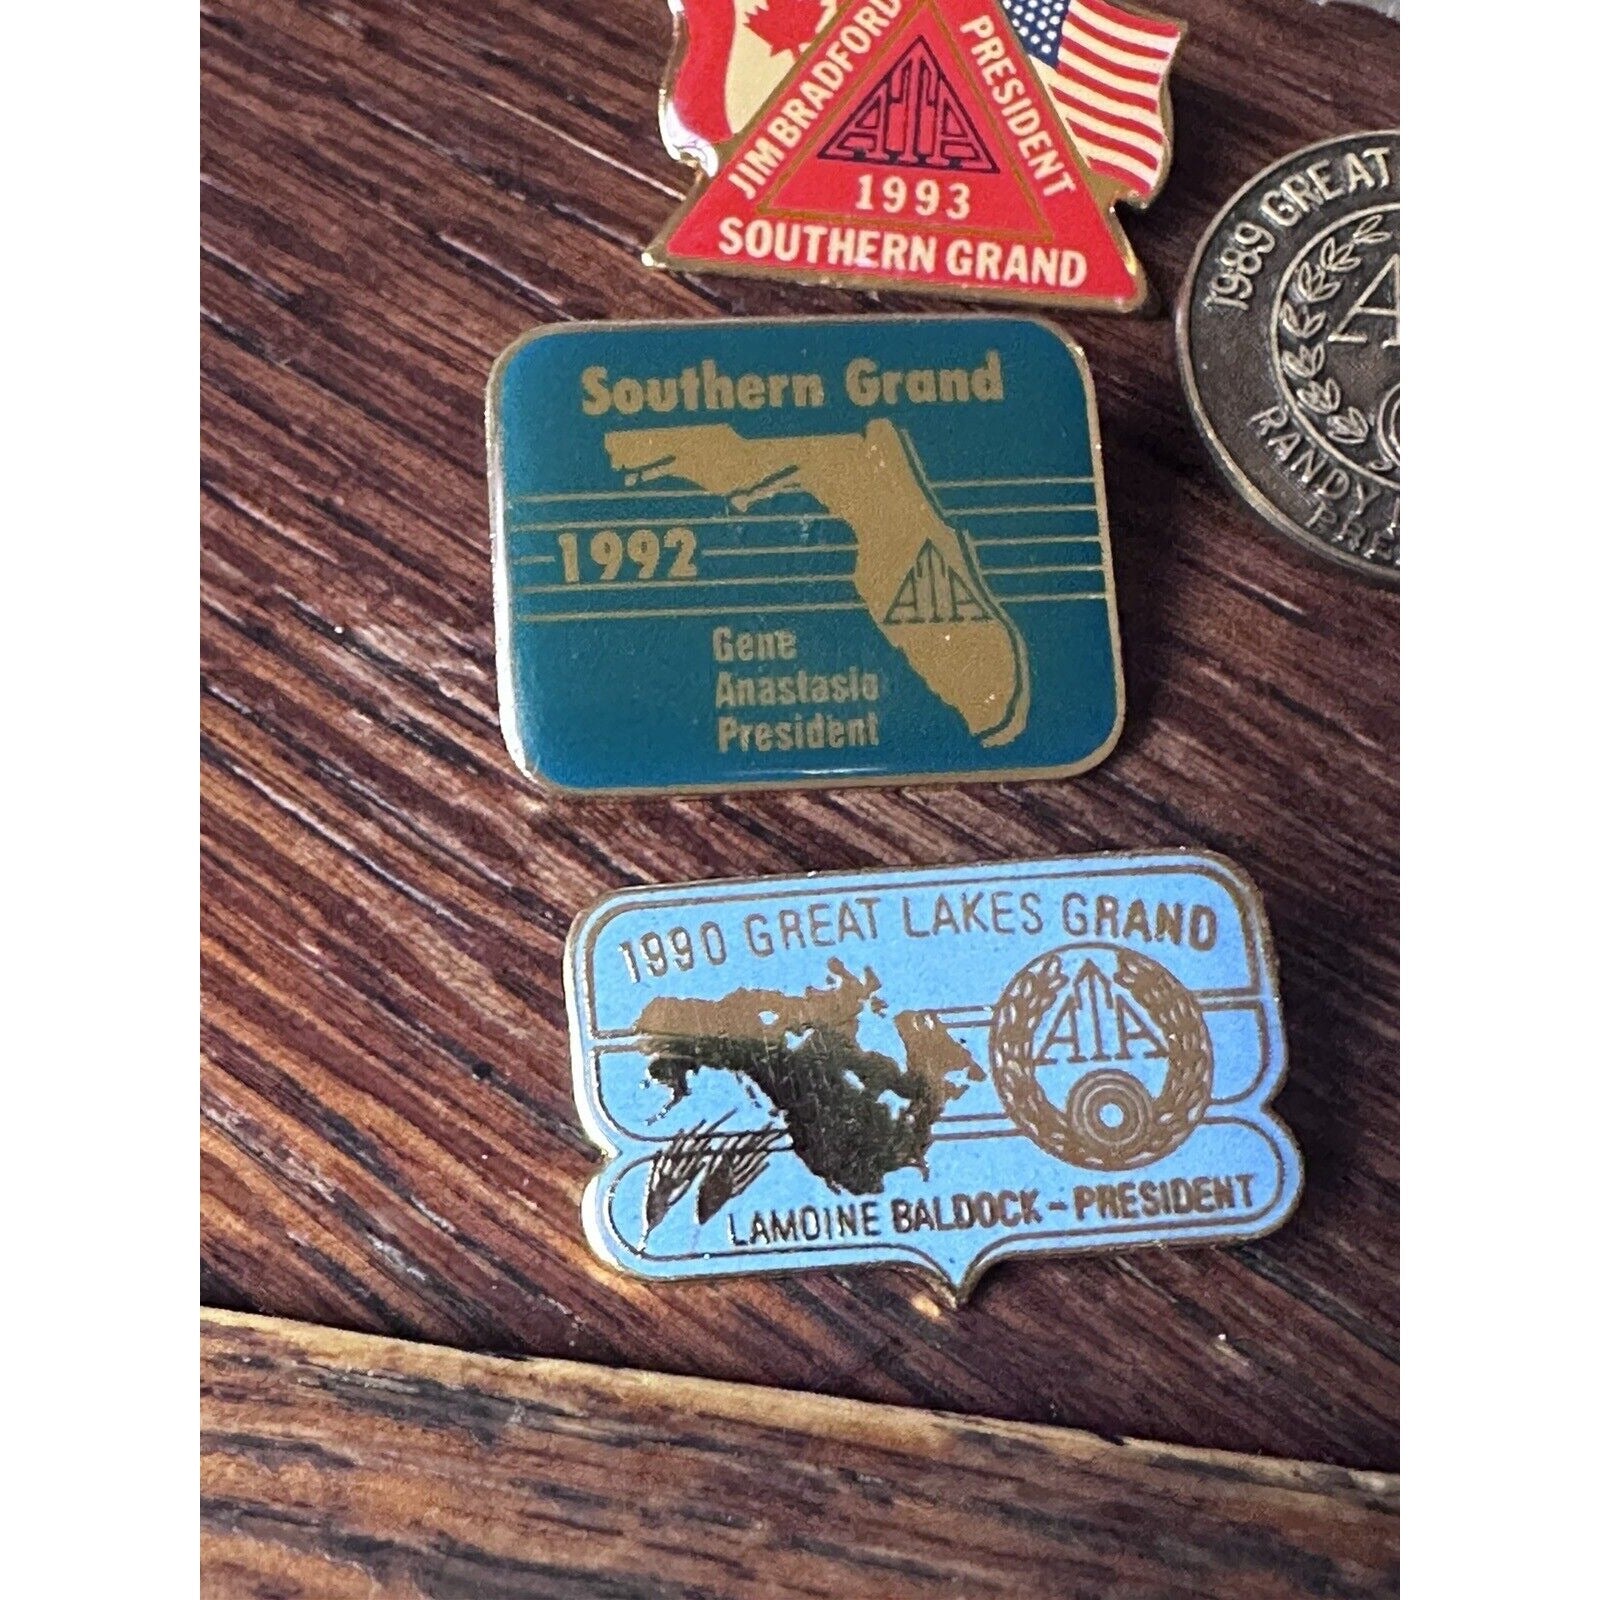 JIM BRADFORD PRESIDENT
ATA
1993
SOUTHERN GRAND
1989 GREAT
RANDY
Southern Grand
1992
ATA
Gene
Anastasio
President
1990 GREAT LAKES GRAND
ATA
LAMOINE BALDOCK - PRESIDENT